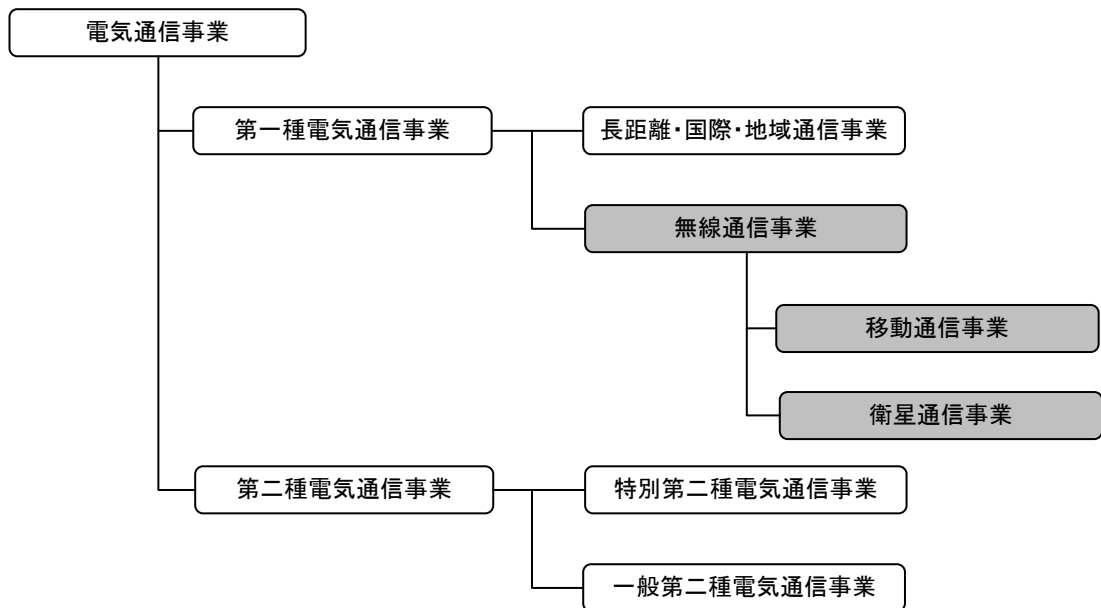 電気通信事業
第一種電気通信事業
長距離・国際・地域通信事業
無線通信事業
移動通信事業
衛星通信事業
第二種電気通信事業
特別第二種電気通信事業
一般第二種電気通信事業